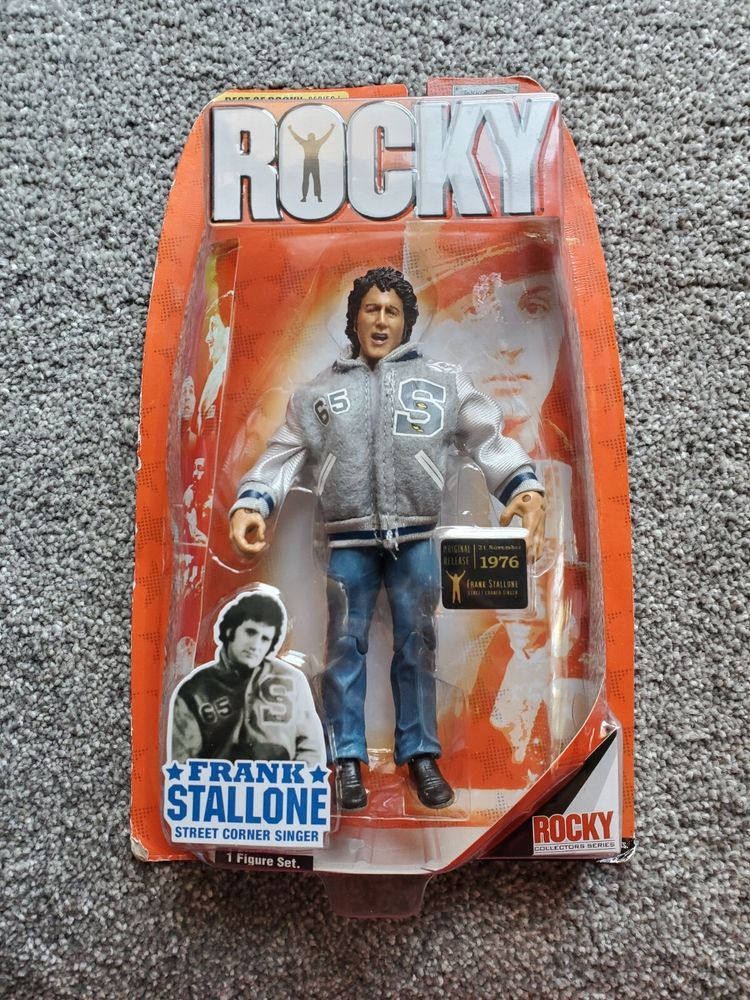 BEST OF ROCKY SERIES I
ROCKY
65 S
ORIGINAL RELEASE
21 November
1976
FRANK STALLONE
STREET CORNER SINGER
65 S
FRANK
STALLONE
STREET CORNER SINGER
1 Figure Set.
ROCKY
COLLECTORS SERIES